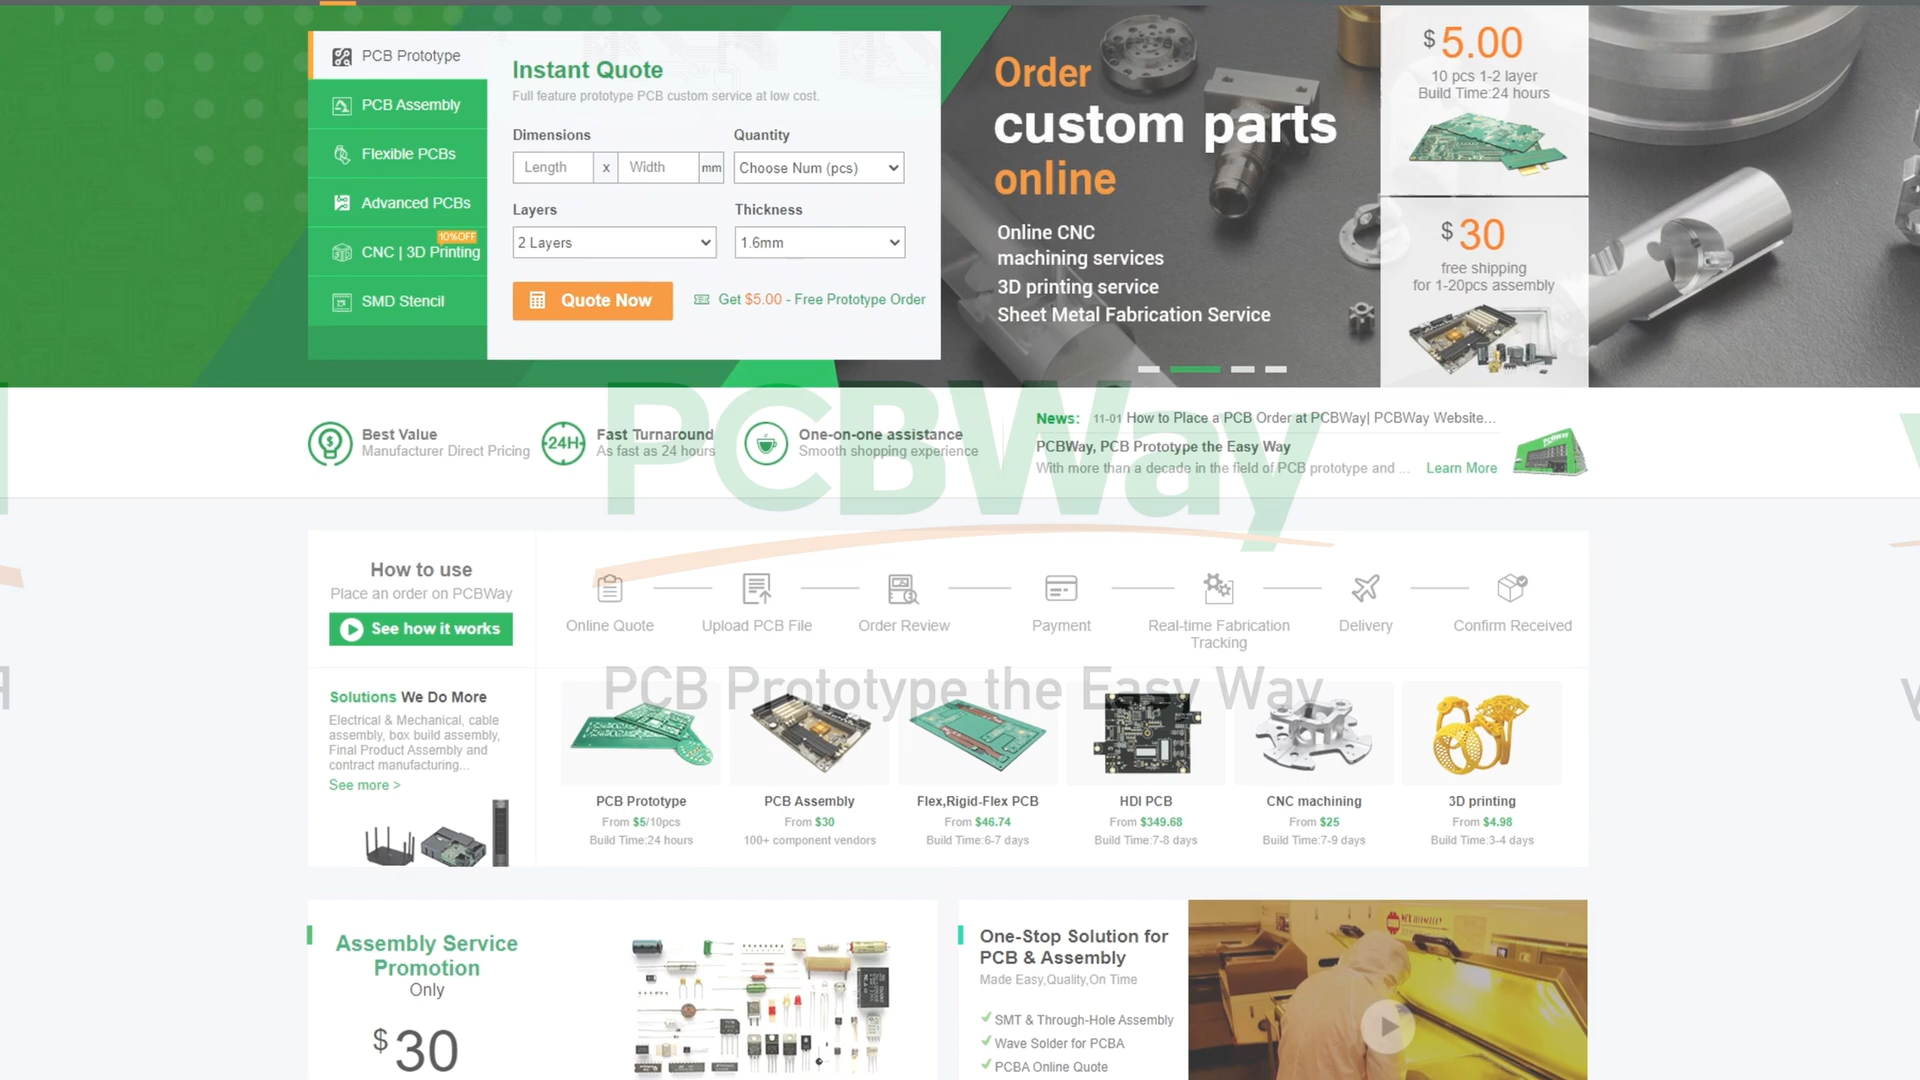 PCB Prototype
PCB Assembly
Flexible PCBs
Advanced PCBs
10%OFF
CNC | 3D Printing
SMD Stencil
Instant Quote
Full feature prototype PCB custom service at low cost.
Dimensions
Quantity
Length x Width mm
Choose Num (pcs)
Layers
Thickness
2 Layers
1.6mm
Quote Now
Get $5.00 - Free Prototype Order
Order
custom parts
online
Online CNC
machining services
3D printing service
Sheet Metal Fabrication Service
$ 5.00
10 pcs 1-2 layer
Build Time:24 hours
$ 30
free shipping
for 1-20pcs assembly
Best Value
Manufacturer Direct Pricing
24H
Fast Turnaround
As fast as 24 hours
One-on-one assistance
Smooth shopping experience
News: 11-01 How to Place a PCB Order at PCBWay| PCBWay Website...
PCBWay, PCB Prototype the Easy Way
With more than a decade in the field of PCB prototype and ... Learn More
PCBWay
PCBWay
How to use
Place an order on PCBWay
See how it works
Online Quote
Upload PCB File
Order Review
Payment
Real-time Fabrication
Tracking
Delivery
Confirm Received
PCB Prototype the Easy Way
Solutions We Do More
Electrical & Mechanical, cable
assembly, box build assembly,
Final Product Assembly and
contract manufacturing...
See more >
PCB Prototype
From $5/10pcs
Build Time:24 hours
PCB Assembly
From $30
100+ component vendors
Flex,Rigid-Flex PCB
From $46.74
Build Time:6-7 days
HDI PCB
From $349.68
Build Time:7-8 days
CNC machining
From $25
Build Time:7-9 days
3D printing
From $4.98
Build Time:3-4 days
Assembly Service
Promotion
Only
$ 30
One-Stop Solution for
PCB & Assembly
Made Easy,Quality,On Time
SMT & Through-Hole Assembly
Wave Solder for PCBA
PCBA Online Quote